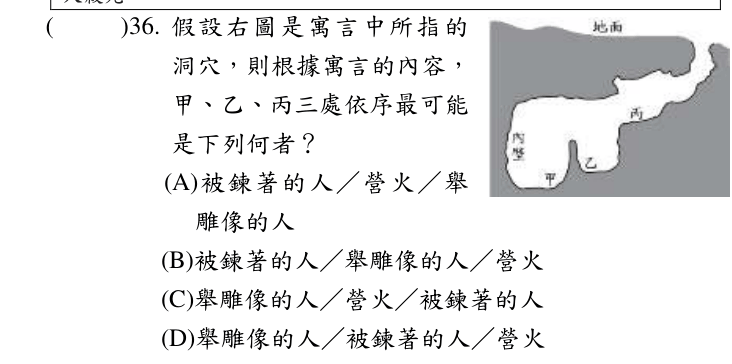 (　　)36. 假設右圖是寓言中所指的
洞穴，則根據寓言的內容，
甲、乙、丙三處依序最可能
是下列何者？
(A)被鍊著的人／營火／舉
雕像的人
(B)被鍊著的人／舉雕像的人／營火
(C)舉雕像的人／營火／被鍊著的人
(D)舉雕像的人／被鍊著的人／營火
地面
丙
內壁
乙
甲